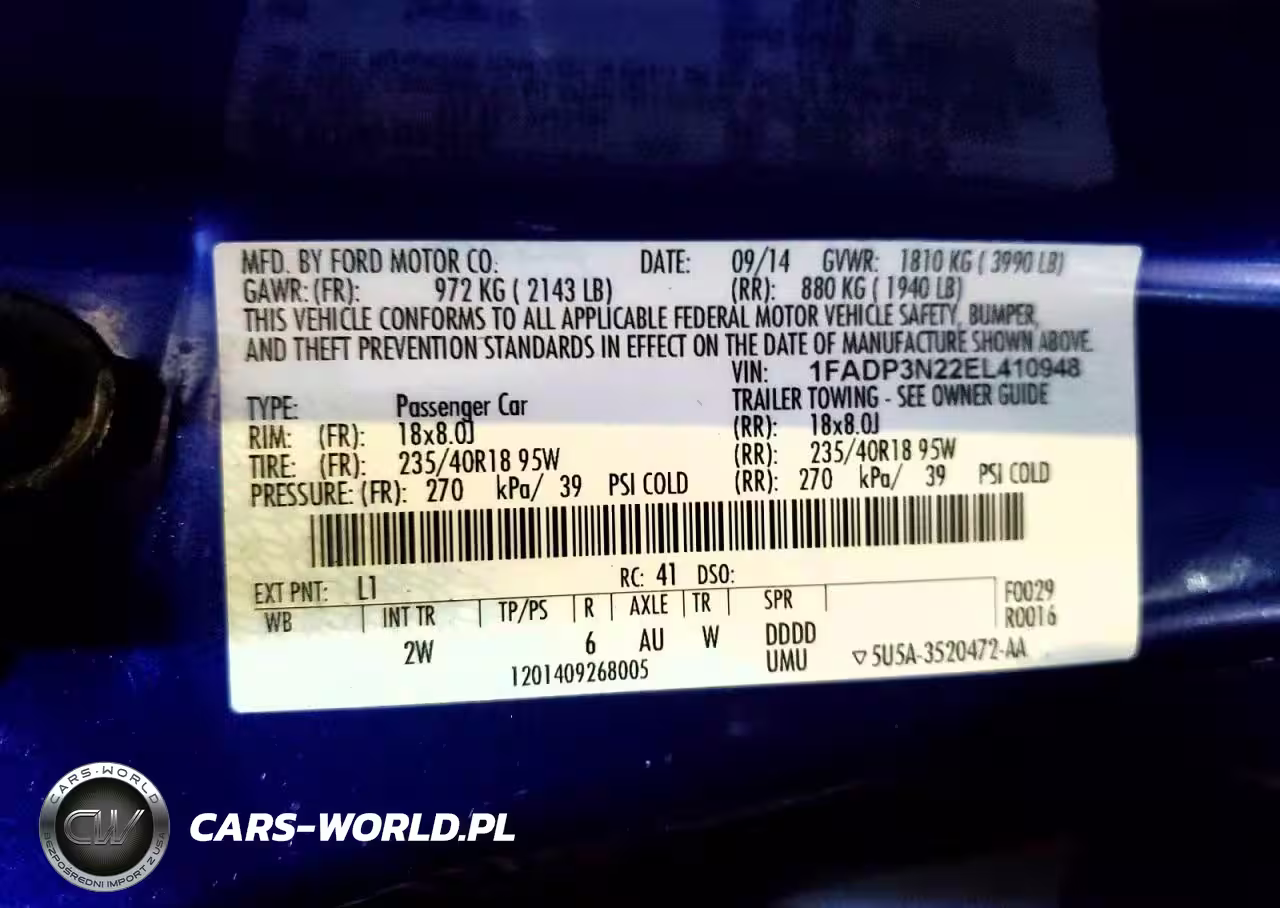 MFD. BY FORD MOTOR CO. DATE: 09/14 GVWR: 1810 KG ( 3990 LB)
GAWR: (FR): 972 KG ( 2143 LB) (RR): 880 KG ( 1940 LB)
THIS VEHICLE CONFORMS TO ALL APPLICABLE FEDERAL MOTOR VEHICLE SAFETY, BUMPER,
AND THEFT PREVENTION STANDARDS IN EFFECT ON THE DATE OF MANUFACTURE SHOWN ABOVE.
VIN: 1FADP3N22EL410948
TYPE: Passenger Car TRAILER TOWING - SEE OWNER GUIDE
RIM: (FR): 18x8.0J (RR): 18x8.0J
TIRE: (FR): 235/40R18 95W (RR): 235/40R18 95W
PRESSURE: (FR): 270 kPa/ 39 PSI COLD (RR): 270 kPa/ 39 PSI COLD
EXT PNT: L1 RC: 41 DSO:
WB INT TR TP/PS R AXLE TR SPR F0029
R0016
2W 6 AU W DDDD
UMU ▽5U5A-3520472-AA
1201409268005
CARS-WORLD
CW
BEZPOŚREDNI IMPORT Z USA
CARS-WORLD.PL